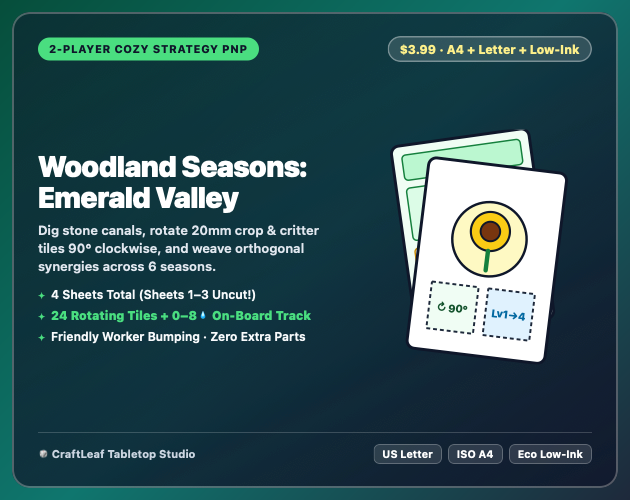 2-PLAYER COZY STRATEGY PNP
$3.99 · A4 + Letter + Low-Ink
Woodland Seasons:
Emerald Valley
Dig stone canals, rotate 20mm crop & critter
tiles 90° clockwise, and weave orthogonal
synergies across 6 seasons.
4 Sheets Total (Sheets 1–3 Uncut!)
24 Rotating Tiles + 0–8💧 On-Board Track
Friendly Worker Bumping · Zero Extra Parts
↻ 90°
Lv1→4
CraftLeaf Tabletop Studio
US Letter
ISO A4
Eco Low-Ink